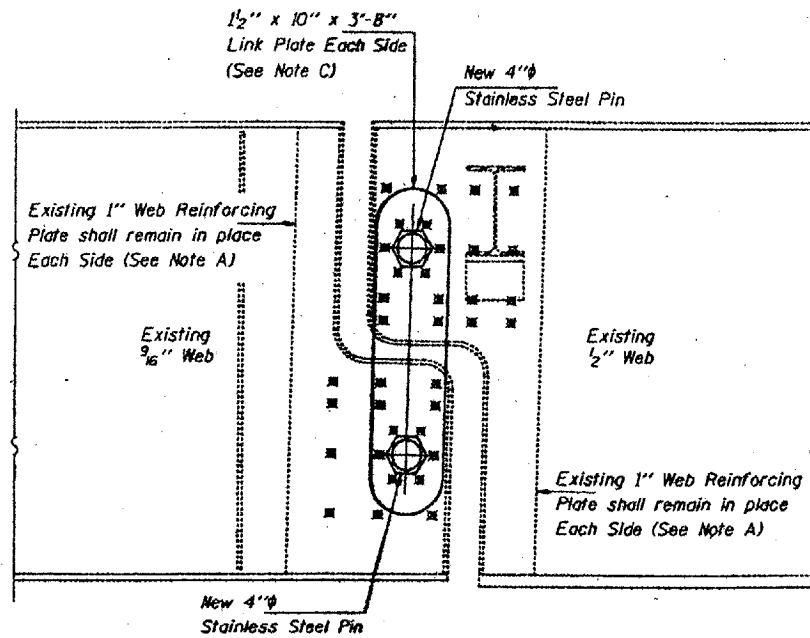 1½" x 10" x 3'-8"
Link Plate Each Side
(See Note C)
New 4"ϕ
Stainless Steel Pin
Existing 1" Web Reinforcing
Plate shall remain in place
Each Side (See Note A)
Existing
9/16" Web
Existing
½" Web
Existing 1" Web Reinforcing
Plate shall remain in place
Each Side (See Note A)
New 4"ϕ
Stainless Steel Pin